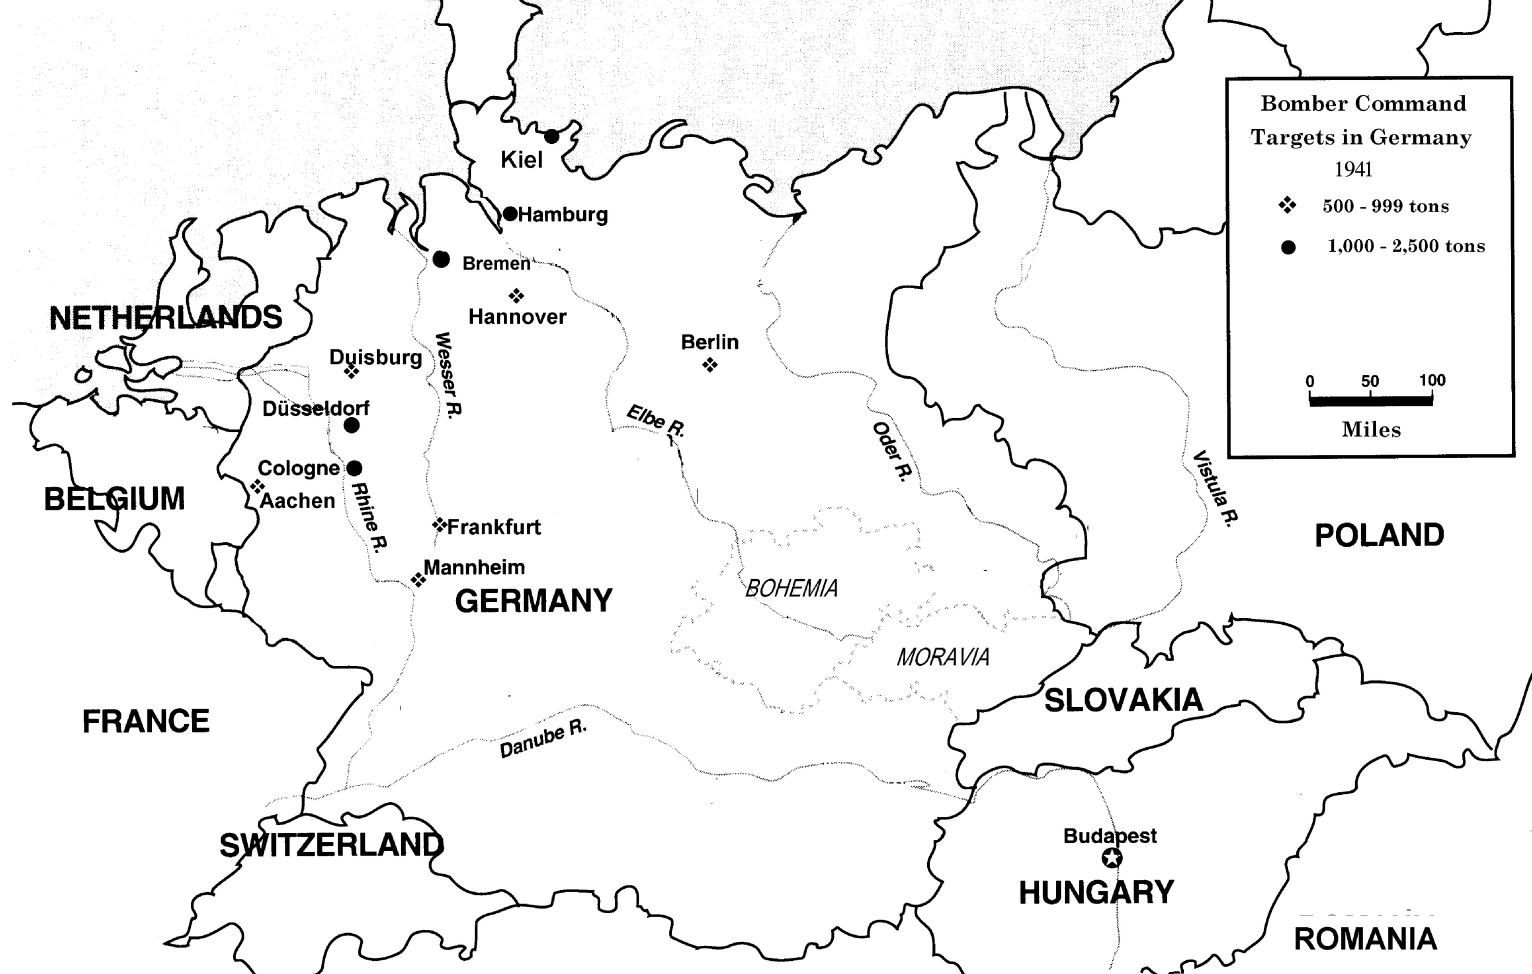 Bomber Command
Targets in Germany
1941
500 - 999 tons
1,000 - 2,500 tons
0 50 100
Miles
Kiel
Hamburg
Bremen
Hannover
NETHERLANDS
Berlin
Duisburg
Wesser R.
Düsseldorf
Elbe R.
Oder R.
Cologne
Aachen
BELGIUM
Rhine R.
Vistula R.
Frankfurt
POLAND
Mannheim
GERMANY
BOHEMIA
MORAVIA
SLOVAKIA
FRANCE
Danube R.
SWITZERLAND
Budapest
HUNGARY
ROMANIA